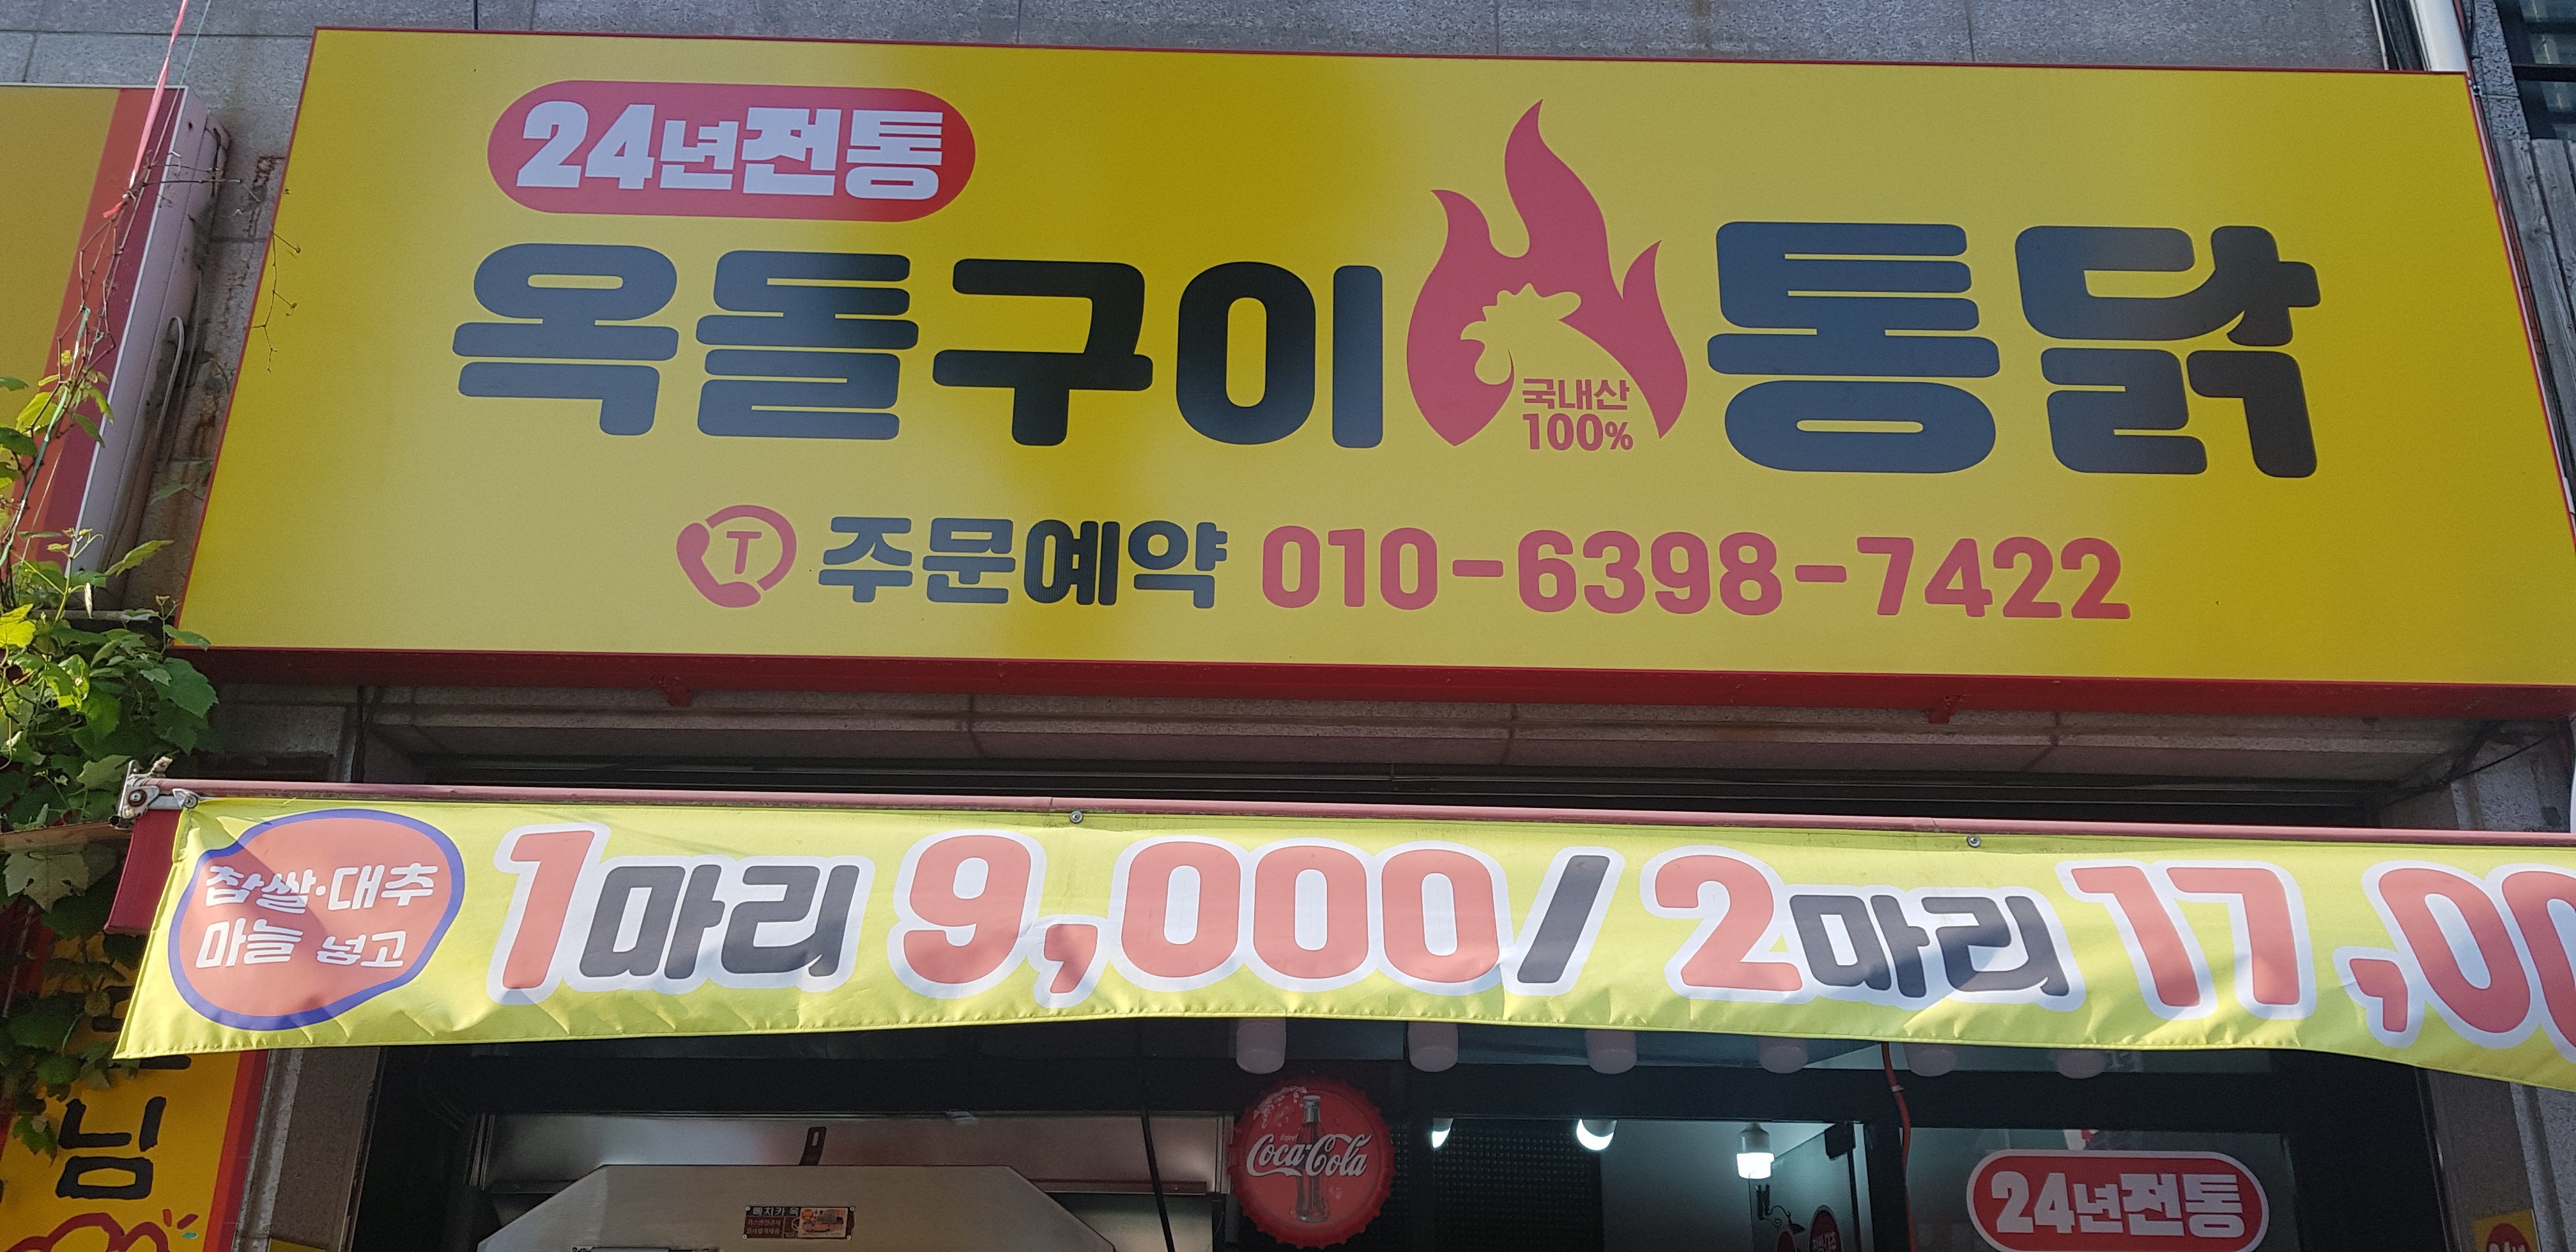 24년전통
옥돌구이 통닭
국내산
100%
T 주문예약 010-6398-7422
찹쌀·대추
마늘 넣고
1마리 9,000/ 2마리 17,00
님
Enjoy!
Coca-Cola
24년전통